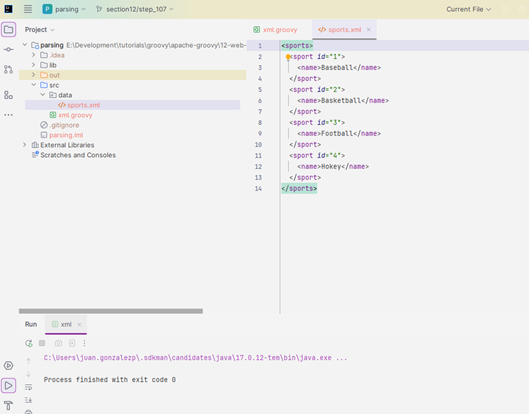 P parsing section12/step_107 Current File
Project
parsing E:\Development\tutorials\groovy\apache-groovy\12-web-
.idea
lib
out
src
data
sports.xml
xml.groovy
.gitignore
parsing.iml
External Libraries
Scratches and Consoles
xml.groovy sports.xml
1 <sports>
2 <sport id="1">
3 <name>Baseball</name>
4 </sport>
5 <sport id="2">
6 <name>Basketball</name>
7 </sport>
8 <sport id="3">
9 <name>Football</name>
10 </sport>
11 <sport id="4">
12 <name>Hokey</name>
13 </sport>
14 </sports>
Run xml
C:\Users\juan.gonzalezp\.sdkman\candidates\java\17.0.12-tem\bin\java.exe ...
Process finished with exit code 0